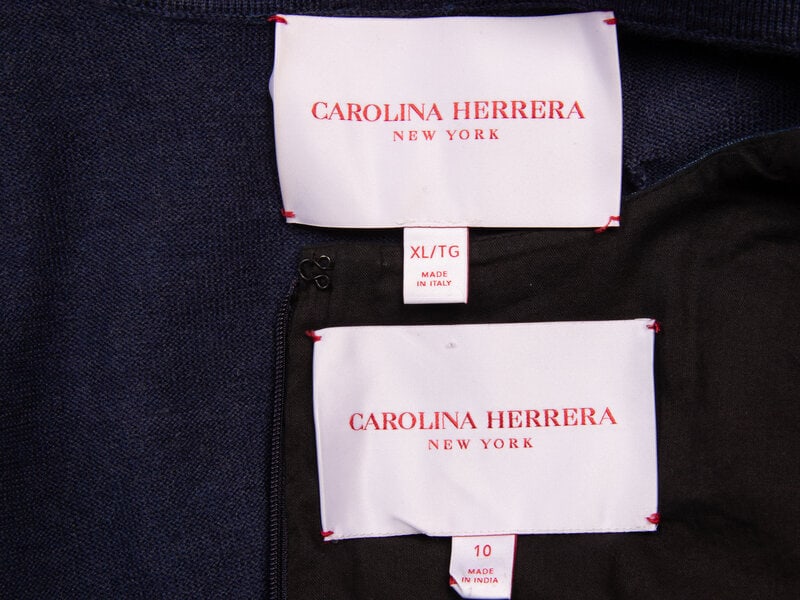 CAROLINA HERRERA
NEW YORK
XL/TG
MADE
IN ITALY
CAROLINA HERRERA
NEW YORK
10
MADE
IN INDIA